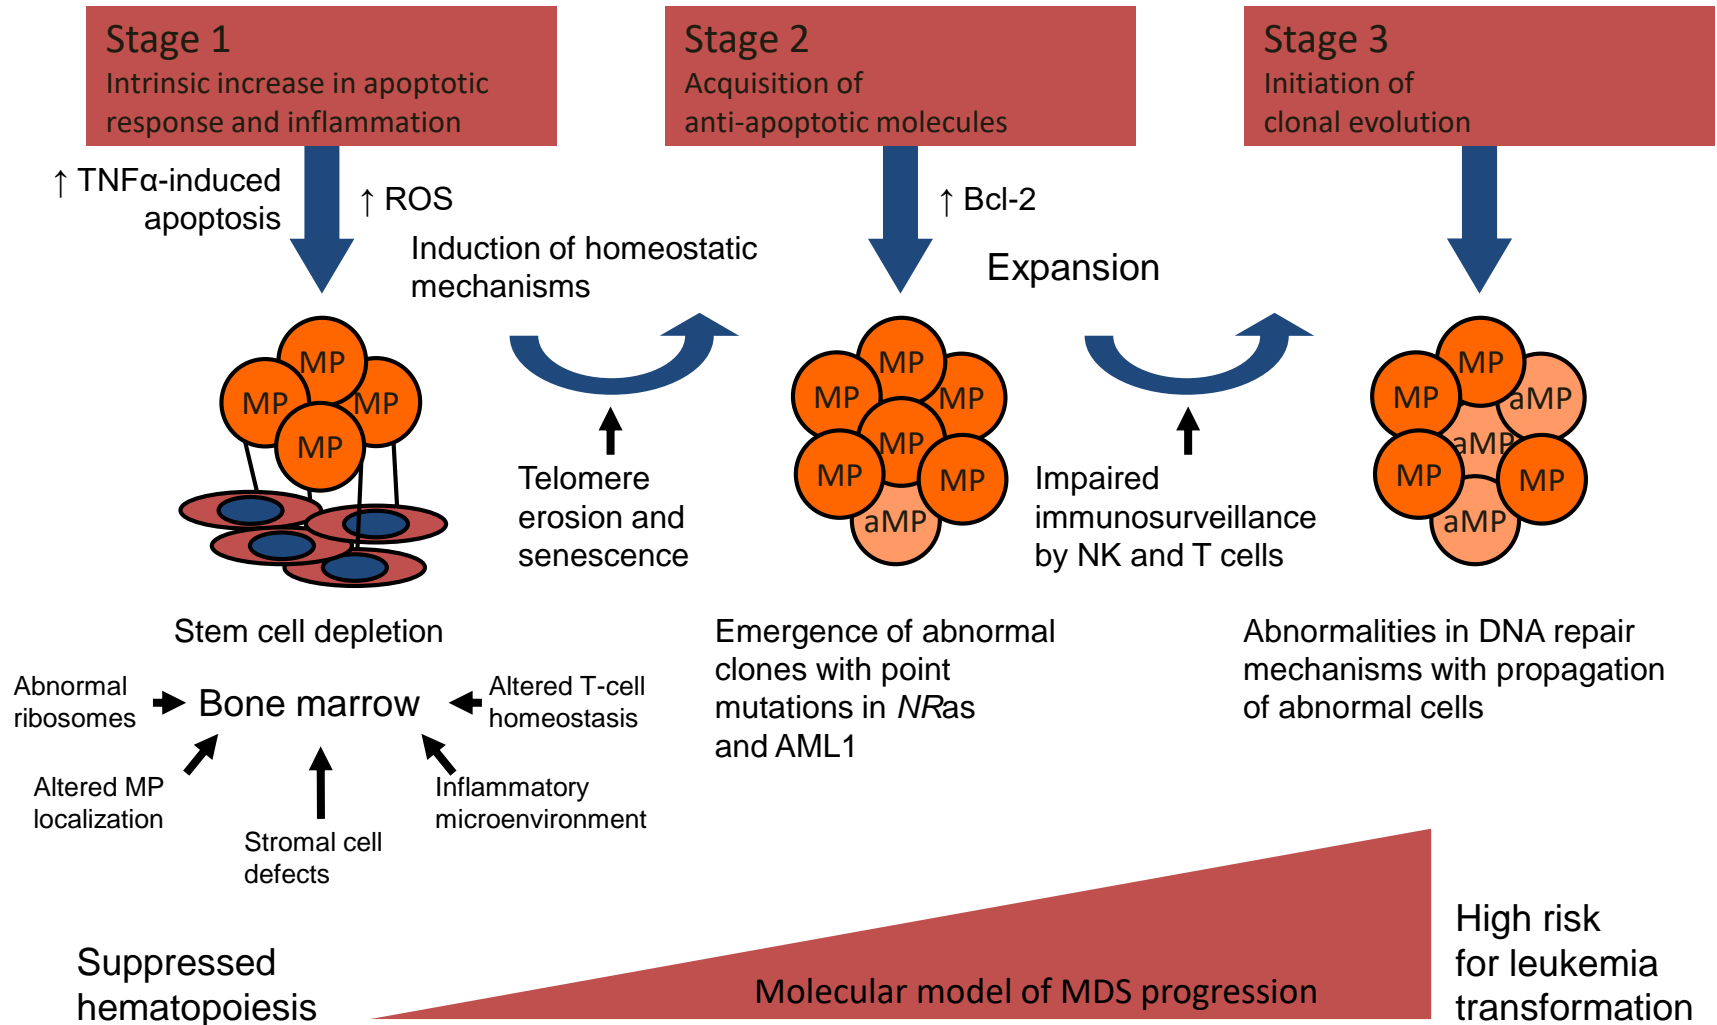 Stage 1
Intrinsic increase in apoptotic
response and inflammation
Stage 2
Acquisition of
anti-apoptotic molecules
Stage 3
Initiation of
clonal evolution
↑ TNFα-induced
apoptosis
↑ ROS
Induction of homeostatic
mechanisms
↑ Bcl-2
Expansion
MP
MP
MP
MP
MP
MP
MP
MP
MP
MP
aMP
MP
MP
aMP
aMP
MP
MP
aMP
Telomere
erosion and
senescence
Impaired
immunosurveillance
by NK and T cells
Stem cell depletion
Abnormal
ribosomes
Bone marrow
Altered T-cell
homeostasis
Altered MP
localization
Stromal cell
defects
Inflammatory
microenvironment
Emergence of abnormal
clones with point
mutations in NRas
and AML1
Abnormalities in DNA repair
mechanisms with propagation
of abnormal cells
Suppressed
hematopoiesis
Molecular model of MDS progression
High risk
for leukemia
transformation